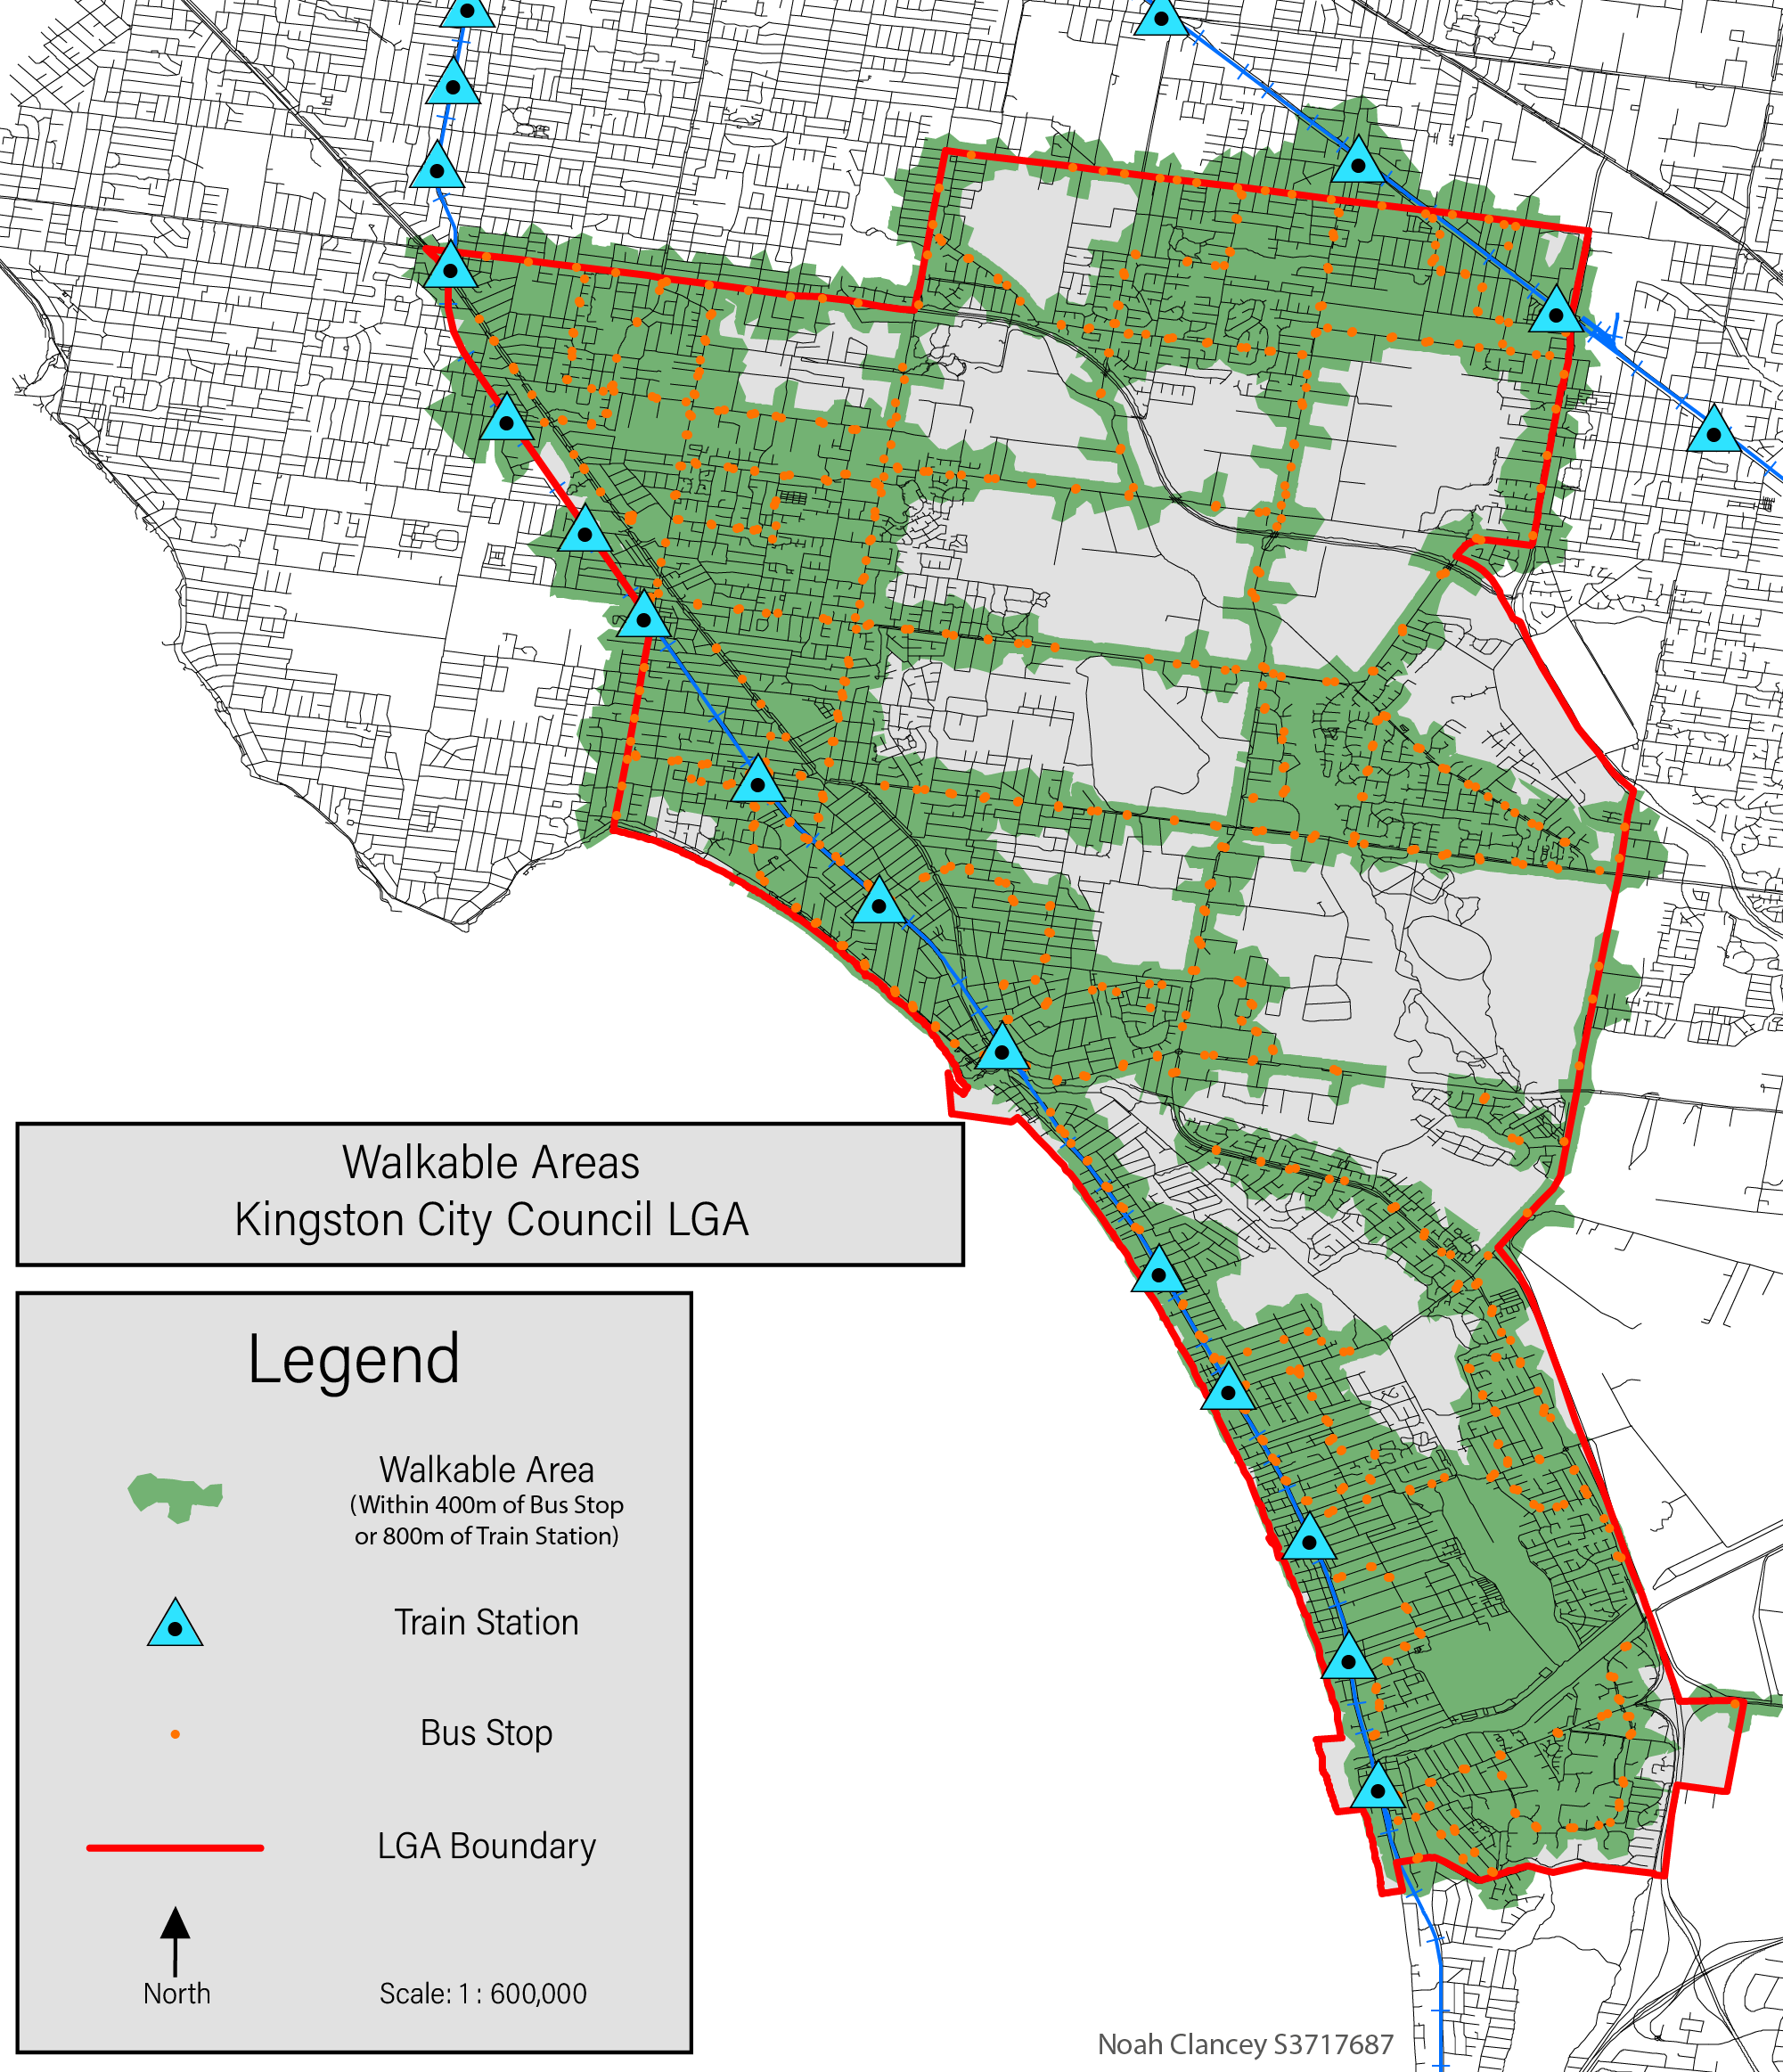 Walkable Areas
Kingston City Council LGA
Legend
Walkable Area
(Within 400m of Bus Stop
or 800m of Train Station)
Train Station
Bus Stop
LGA Boundary
North
Scale: 1 : 600,000
Noah Clancey S3717687